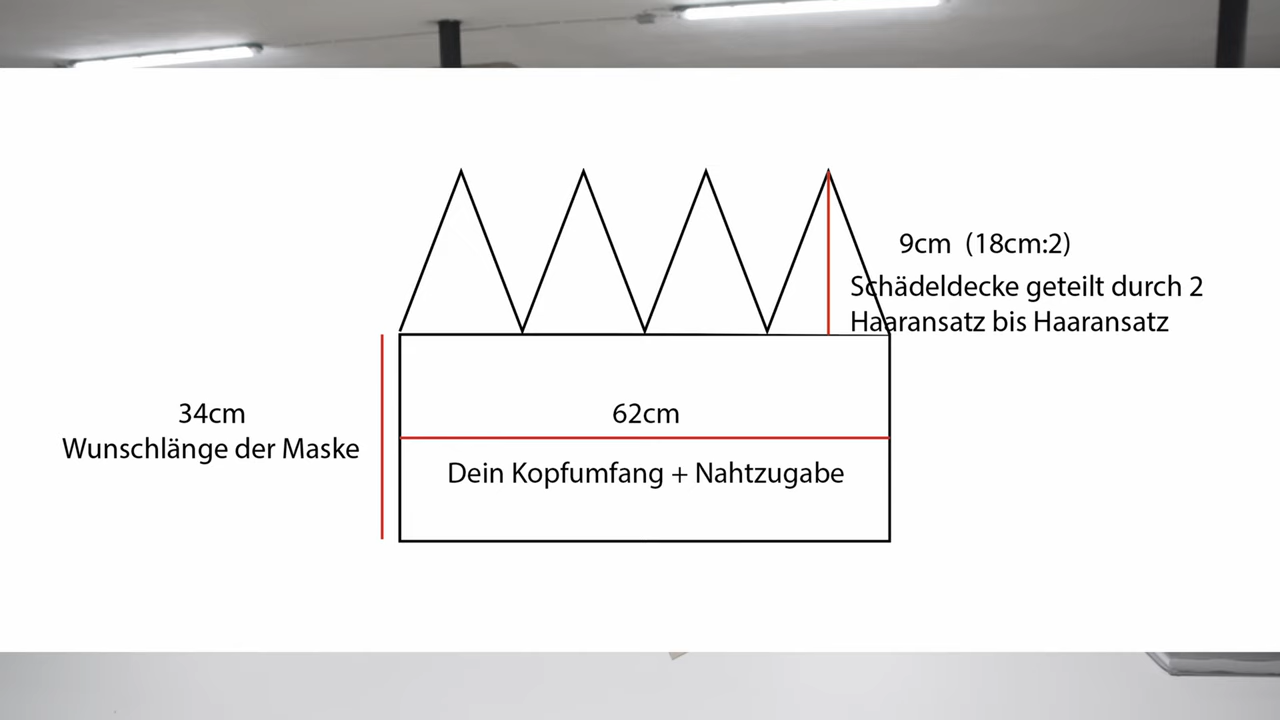 9cm (18cm:2)
Schädeldecke geteilt durch 2
Haaransatz bis Haaransatz
34cm
Wunschlänge der Maske
62cm
Dein Kopfumfang + Nahtzugabe